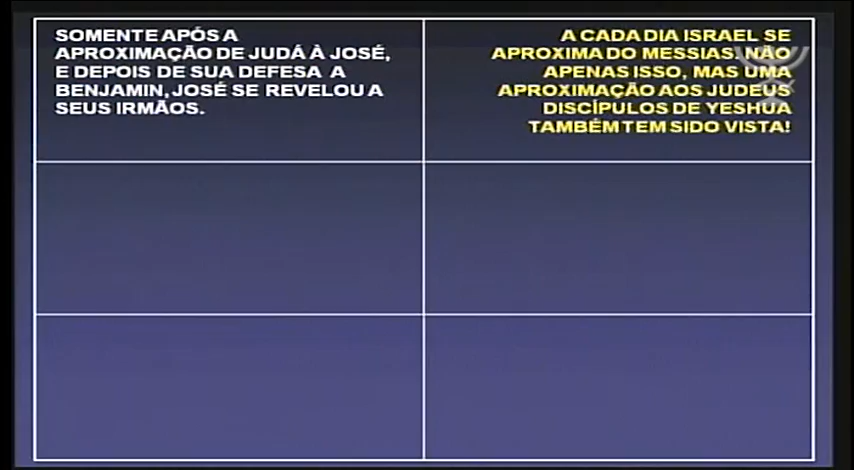 SOMENTE APÓS A
APROXIMAÇÃO DE JUDÁ À JOSÉ,
E DEPOIS DE SUA DEFESA A
BENJAMIN, JOSÉ SE REVELOU A
SEUS IRMÃOS.
A CADA DIA ISRAEL SE
APROXIMA DO MESSIAS. NÃO
APENAS ISSO, MAS UMA
APROXIMAÇÃO AOS JUDEUS
DISCÍPULOS DE YESHUA
TAMBÉM TEM SIDO VISTA!